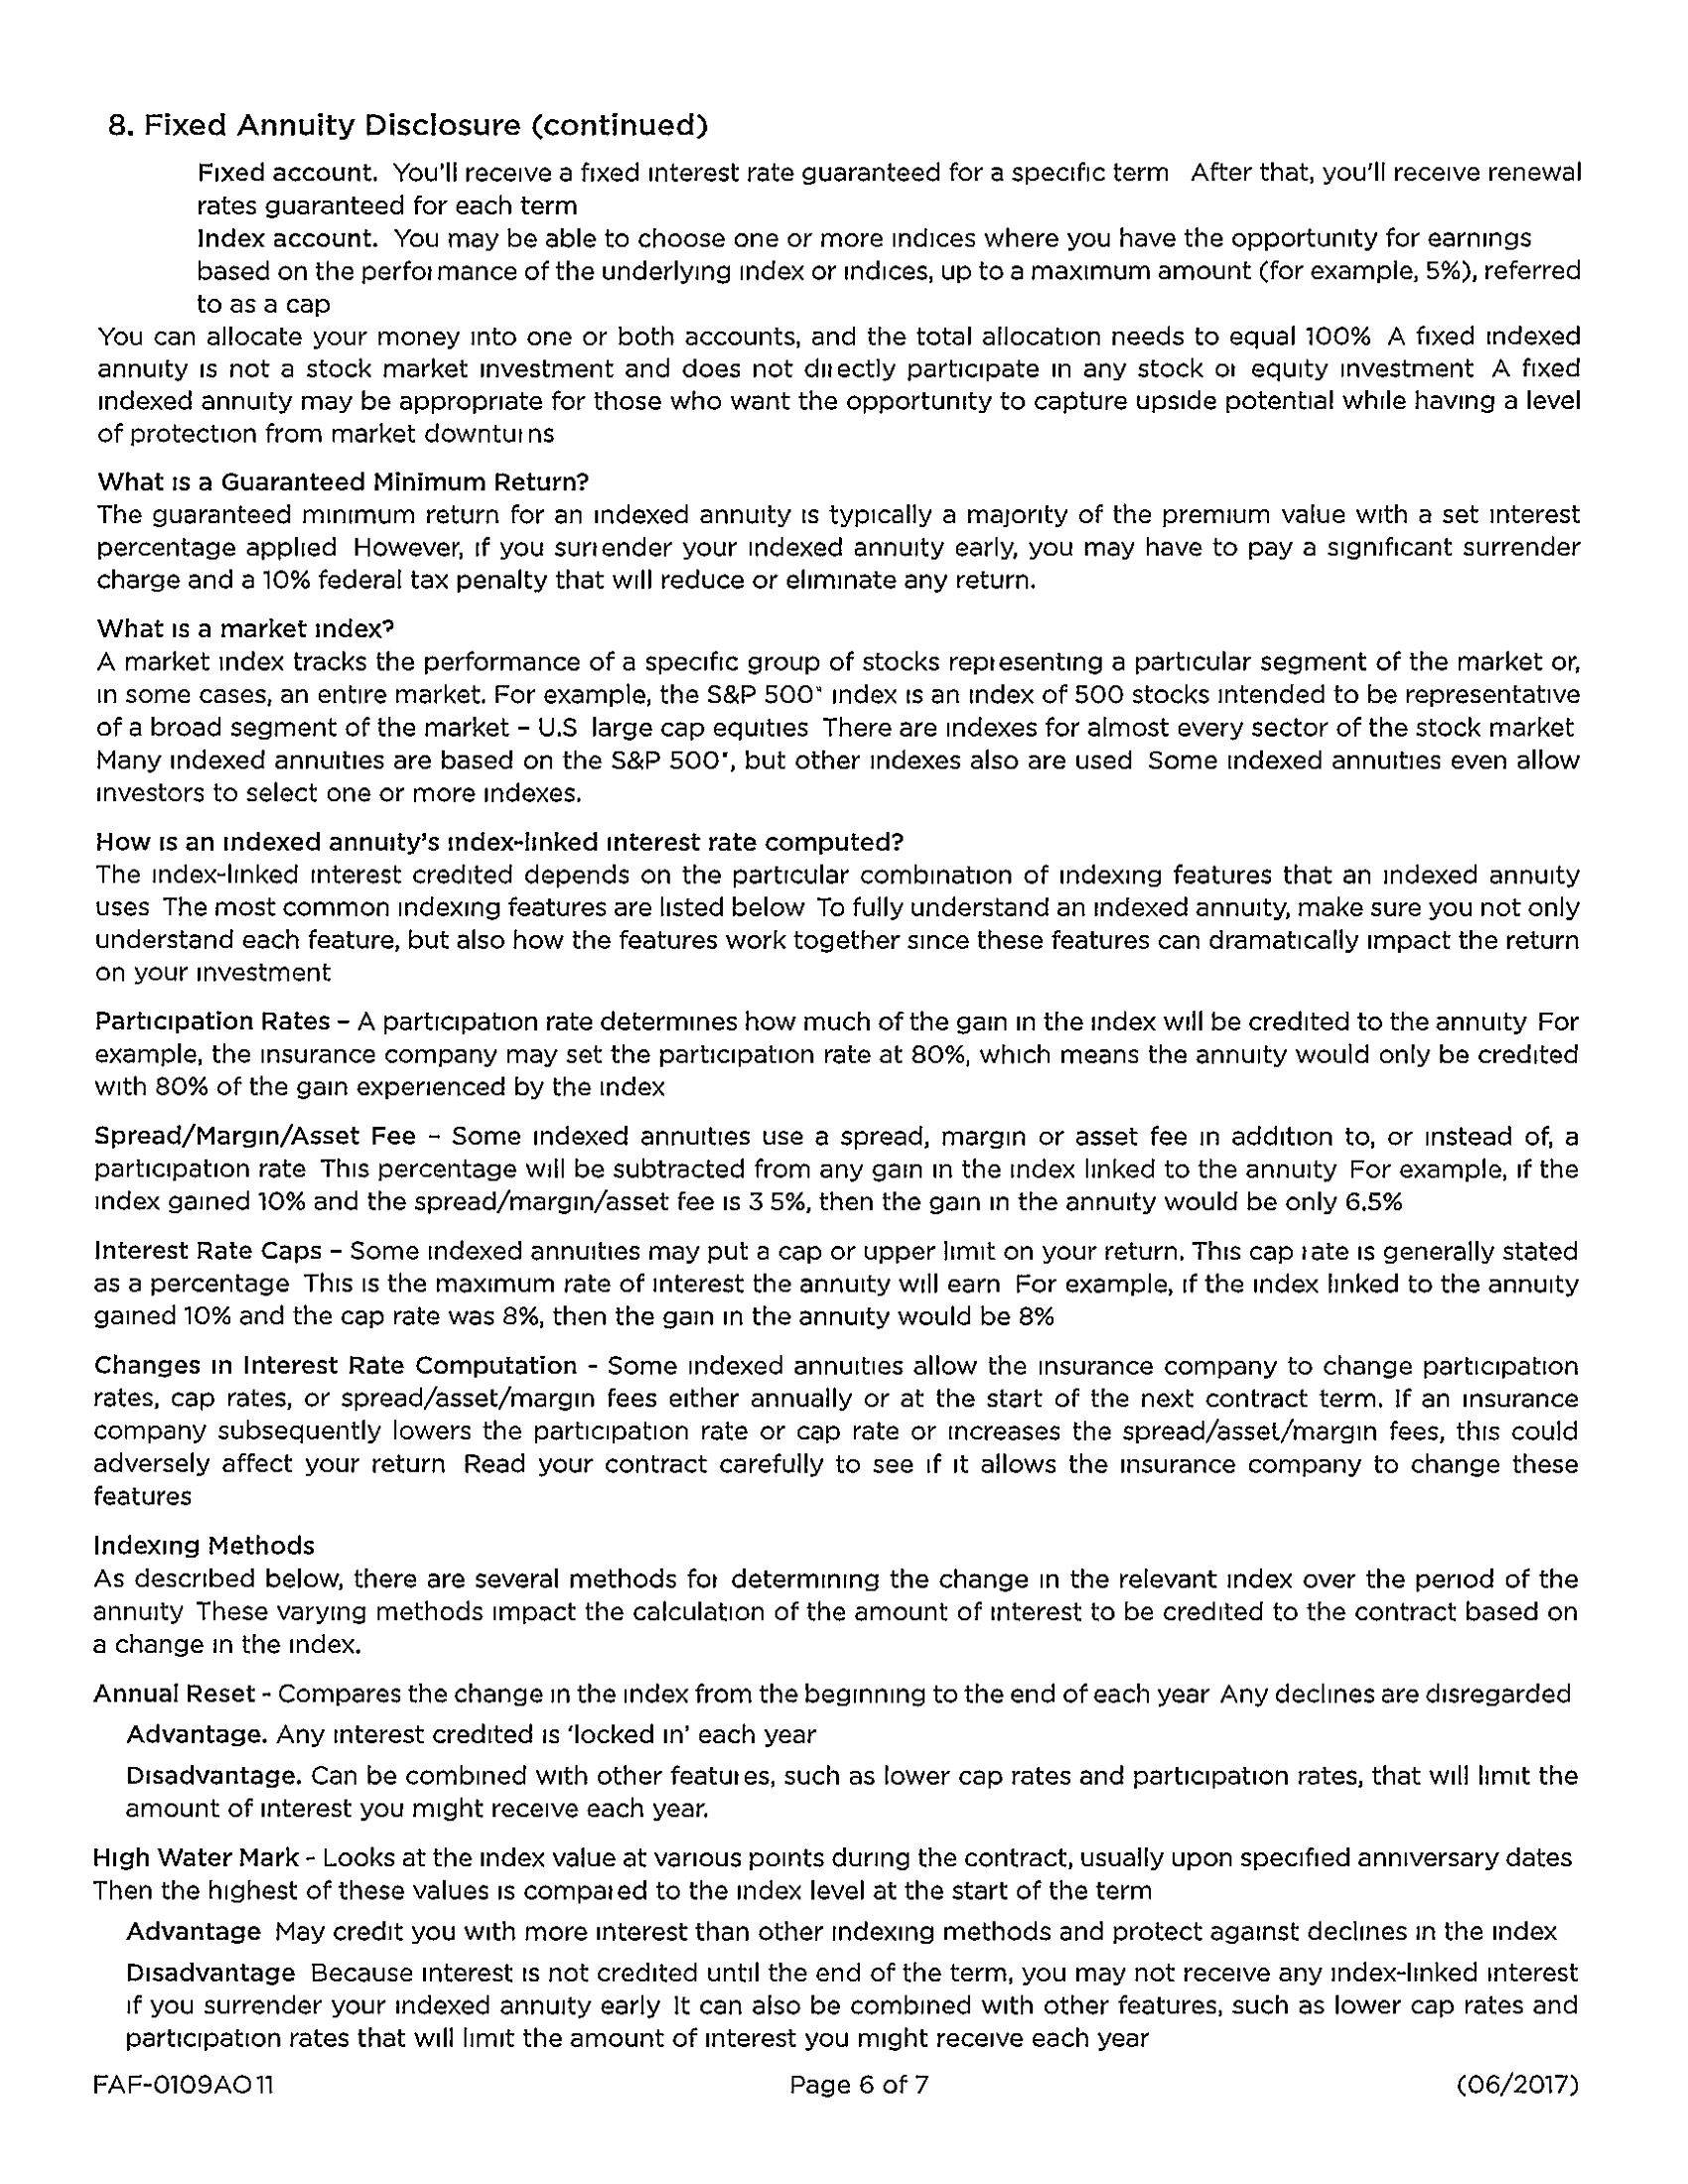 8. Fixed Annuity Disclosure (continued)
Fixed account. You'll receive a fixed interest rate guaranteed for a specific term After that, you'll receive renewal
rates guaranteed for each term
Index account. You may be able to choose one or more indices where you have the opportunity for earnings
based on the performance of the underlying index or indices, up to a maximum amount (for example, 5%), referred
to as a cap
You can allocate your money into one or both accounts, and the total allocation needs to equal 100% A fixed indexed
annuity is not a stock market investment and does not directly participate in any stock or equity investment A fixed
indexed annuity may be appropriate for those who want the opportunity to capture upside potential while having a level
of protection from market downturns
What is a Guaranteed Minimum Return?
The guaranteed minimum return for an indexed annuity is typically a majority of the premium value with a set interest
percentage applied However, if you surrender your indexed annuity early, you may have to pay a significant surrender
charge and a 10% federal tax penalty that will reduce or eliminate any return.
What is a market index?
A market index tracks the performance of a specific group of stocks representing a particular segment of the market or,
in some cases, an entire market. For example, the S&P 500® index is an index of 500 stocks intended to be representative
of a broad segment of the market – U.S large cap equities There are indexes for almost every sector of the stock market
Many indexed annuities are based on the S&P 500®, but other indexes also are used Some indexed annuities even allow
investors to select one or more indexes.
How is an indexed annuity's index-linked interest rate computed?
The index-linked interest credited depends on the particular combination of indexing features that an indexed annuity
uses The most common indexing features are listed below To fully understand an indexed annuity, make sure you not only
understand each feature, but also how the features work together since these features can dramatically impact the return
on your investment
Participation Rates – A participation rate determines how much of the gain in the index will be credited to the annuity For
example, the insurance company may set the participation rate at 80%, which means the annuity would only be credited
with 80% of the gain experienced by the index
Spread/Margin/Asset Fee – Some indexed annuities use a spread, margin or asset fee in addition to, or instead of, a
participation rate This percentage will be subtracted from any gain in the index linked to the annuity For example, if the
index gained 10% and the spread/margin/asset fee is 3 5%, then the gain in the annuity would be only 6.5%
Interest Rate Caps – Some indexed annuities may put a cap or upper limit on your return. This cap rate is generally stated
as a percentage This is the maximum rate of interest the annuity will earn For example, if the index linked to the annuity
gained 10% and the cap rate was 8%, then the gain in the annuity would be 8%
Changes in Interest Rate Computation - Some indexed annuities allow the insurance company to change participation
rates, cap rates, or spread/asset/margin fees either annually or at the start of the next contract term. If an insurance
company subsequently lowers the participation rate or cap rate or increases the spread/asset/margin fees, this could
adversely affect your return Read your contract carefully to see if it allows the insurance company to change these
features
Indexing Methods
As described below, there are several methods for determining the change in the relevant index over the period of the
annuity These varying methods impact the calculation of the amount of interest to be credited to the contract based on
a change in the index.
Annual Reset - Compares the change in the index from the beginning to the end of each year Any declines are disregarded
Advantage. Any interest credited is 'locked in' each year
Disadvantage. Can be combined with other features, such as lower cap rates and participation rates, that will limit the
amount of interest you might receive each year.
High Water Mark - Looks at the index value at various points during the contract, usually upon specified anniversary dates
Then the highest of these values is compared to the index level at the start of the term
Advantage May credit you with more interest than other indexing methods and protect against declines in the index
Disadvantage Because interest is not credited until the end of the term, you may not receive any index-linked interest
if you surrender your indexed annuity early It can also be combined with other features, such as lower cap rates and
participation rates that will limit the amount of interest you might receive each year
FAF-0109AO 11
Page 6 of 7
(06/2017)